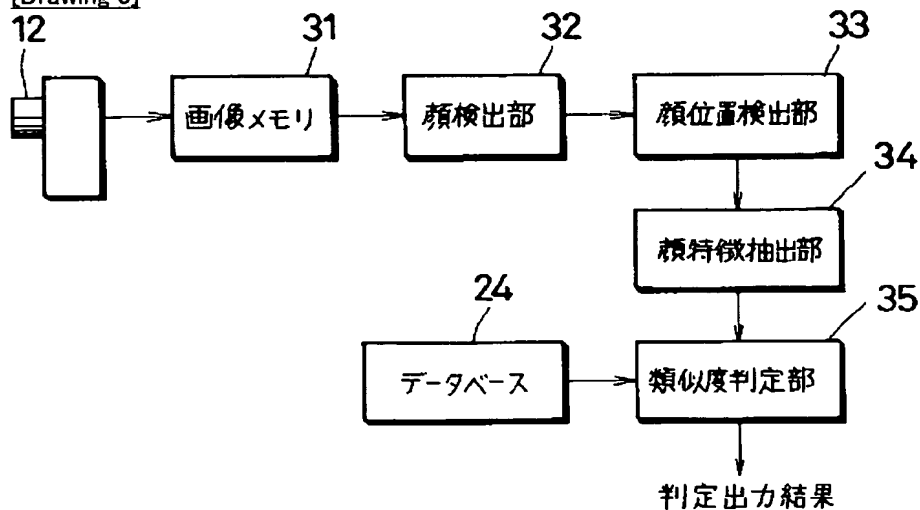 12
31
32
33
画像メモリ
顔検出部
顔位置検出部
34
顔特徴抽出部
24
35
データベース
類似度判定部
判定出力結果